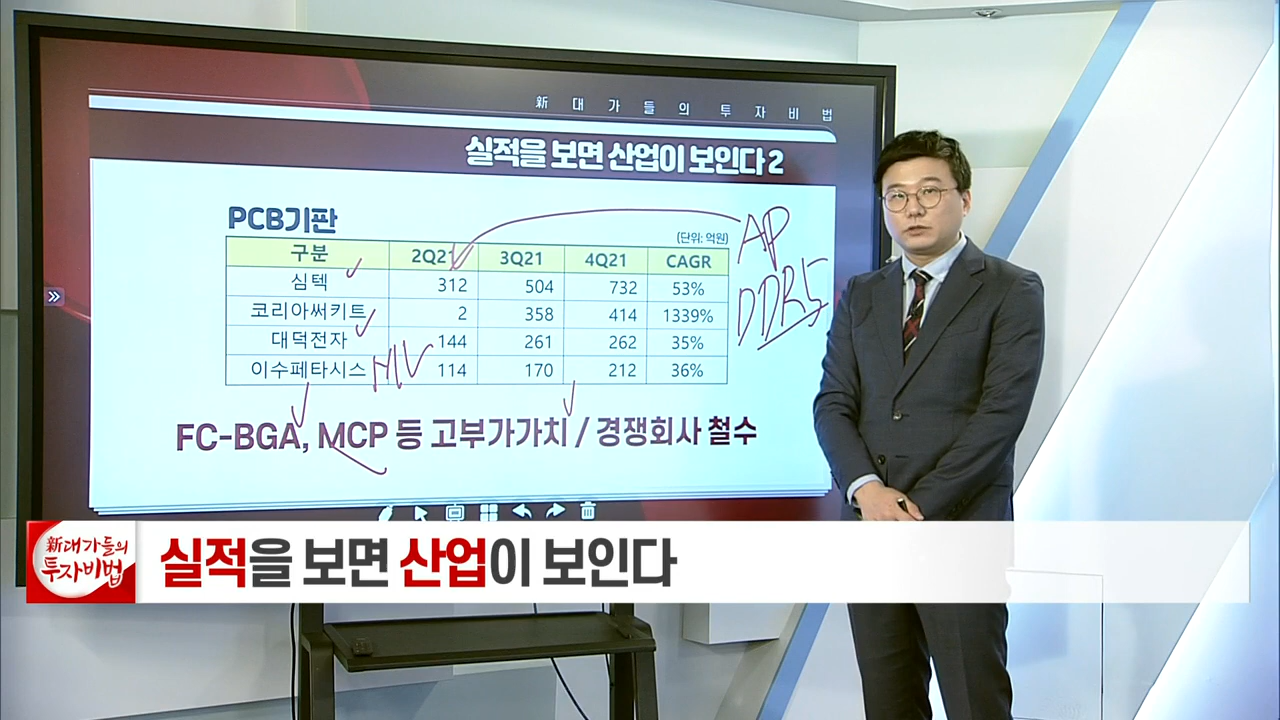 新 대 가 들 의 투 자 비 법
실적을 보면 산업이 보인다 2
PCB기판
(단위: 억원)
구분 2Q21 3Q21 4Q21 CAGR
심텍 312 504 732 53%
코리아써키트 2 358 414 1339%
대덕전자 144 261 262 35%
이수페타시스 114 170 212 36%
AP
DDR5
FC-BGA, MCP 등 고부가가치 / 경쟁회사 철수
新대가들의
투자비법
실적을 보면 산업이 보인다